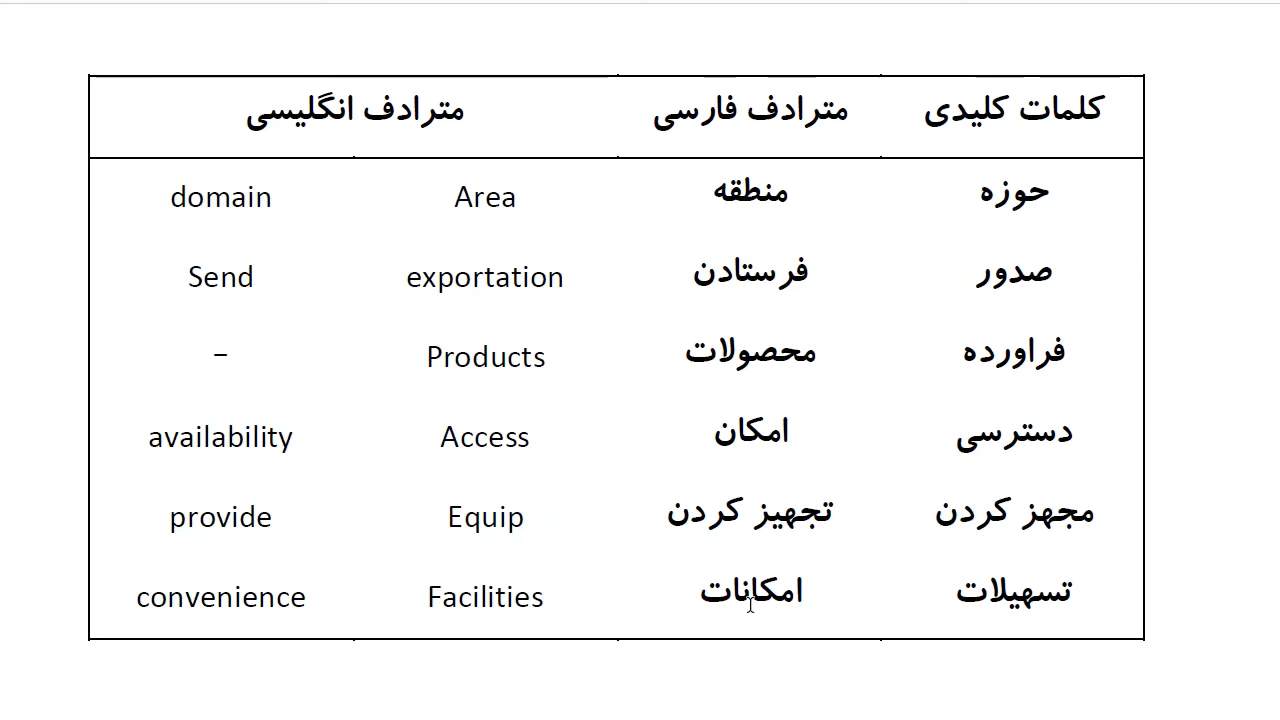 کلمات کلیدی مترادف فارسی مترادف انگلیسی
حوزه منطقه Area domain
صدور فرستادن exportation Send
فراورده محصولات Products –
دسترسی امکان Access availability
مجهز کردن تجهیز کردن Equip provide
تسهیلات امکانات Facilities convenience